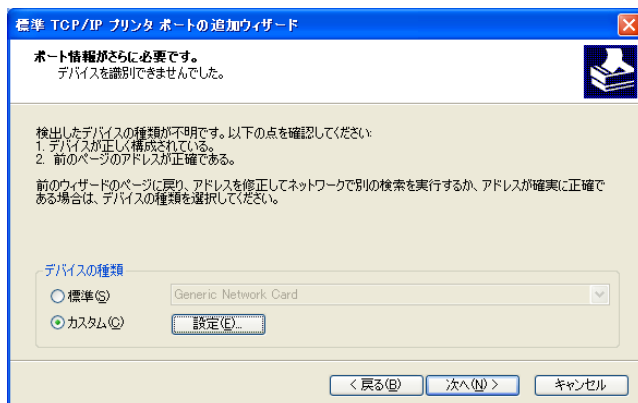 標準 TCP/IP プリンタ ポートの追加ウィザード
ポート情報がさらに必要です。
デバイスを識別できませんでした。
検出したデバイスの種類が不明です。以下の点を確認してください:
1. デバイスが正しく構成されている。
2. 前のページのアドレスが正確である。
前のウィザードのページに戻り、アドレスを修正してネットワークで別の検索を実行するか、アドレスが確実に正確で
ある場合は、デバイスの種類を選択してください。
デバイスの種類
標準(S)
Generic Network Card
カスタム(C)
設定(E)...
< 戻る(B)
次へ(N) >
キャンセル